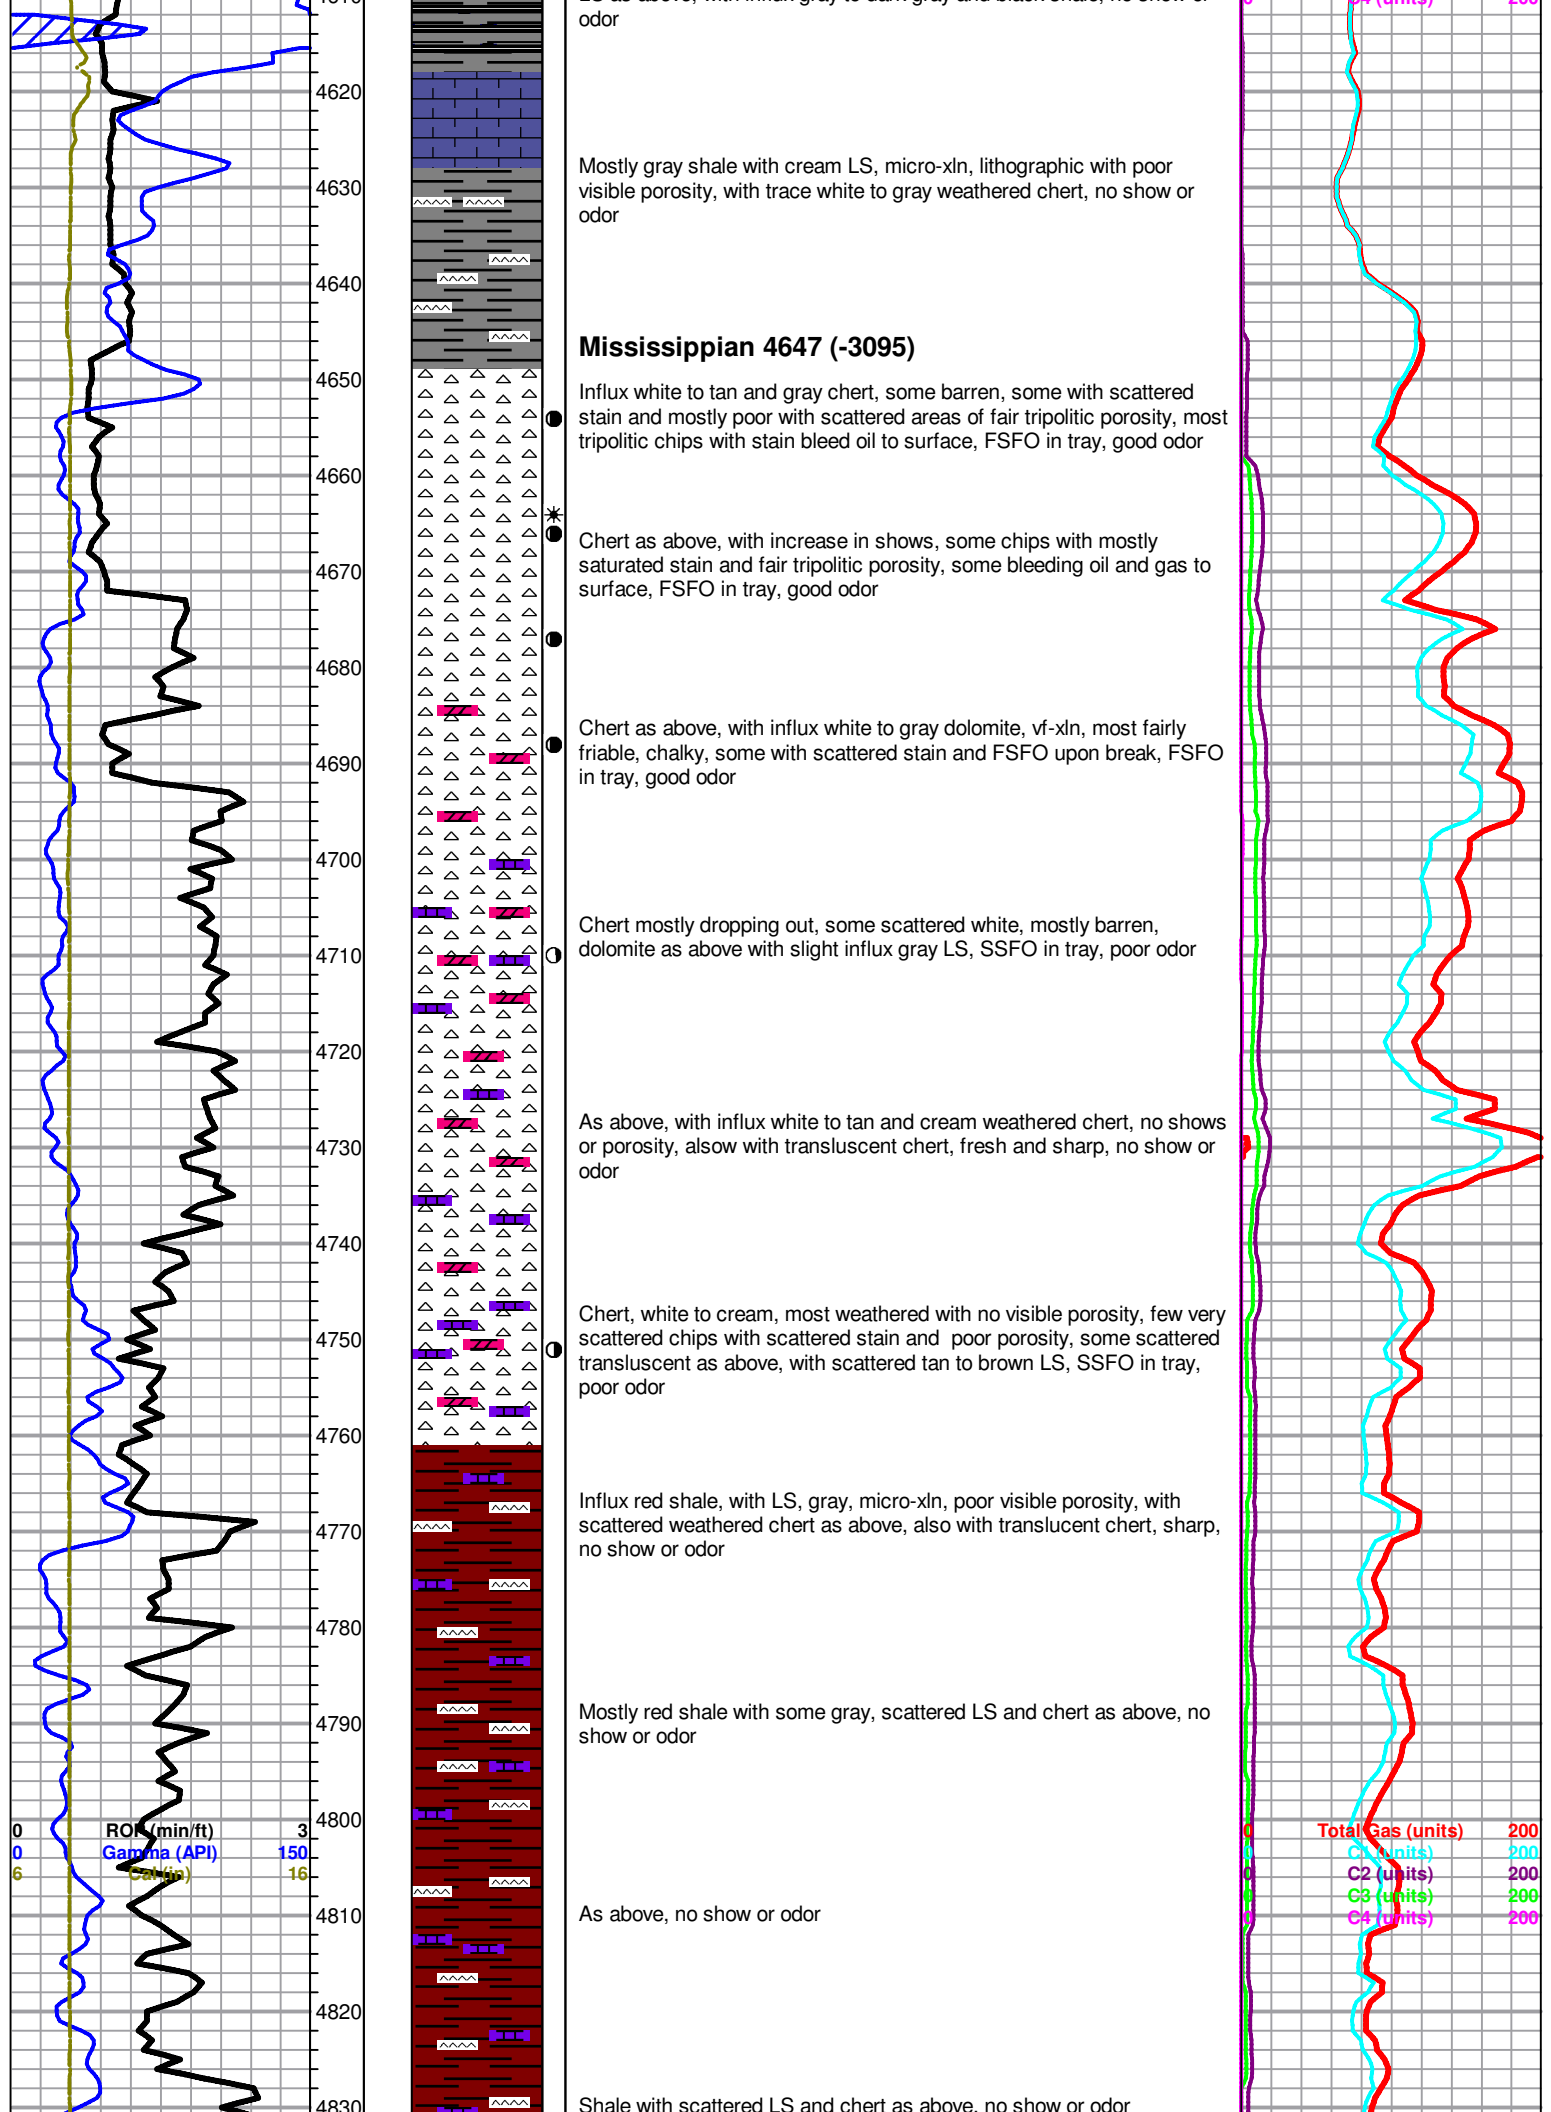 odor
C4 (units) 200
4620
Mostly gray shale with cream LS, micro-xln, lithographic with poor
visible porosity, with trace white to gray weathered chert, no show or
odor
4630
4640
Mississippian 4647 (-3095)
4650
Influx white to tan and gray chert, some barren, some with scattered
stain and mostly poor with scattered areas of fair tripolitic porosity, most
tripolitic chips with stain bleed oil to surface, FSFO in tray, good odor
4660
Chert as above, with increase in shows, some chips with mostly
saturated stain and fair tripolitic porosity, some bleeding oil and gas to
surface, FSFO in tray, good odor
4670
4680
Chert as above, with influx white to gray dolomite, vf-xln, most fairly
friable, chalky, some with scattered stain and FSFO upon break, FSFO
in tray, good odor
4690
4700
Chert mostly dropping out, some scattered white, mostly barren,
dolomite as above with slight influx gray LS, SSFO in tray, poor odor
4710
4720
As above, with influx white to tan and cream weathered chert, no shows
or porosity, alsow with transluscent chert, fresh and sharp, no show or
odor
4730
4740
Chert, white to cream, most weathered with no visible porosity, few very
scattered chips with scattered stain and poor porosity, some scattered
transluscent as above, with scattered tan to brown LS, SSFO in tray,
poor odor
4750
4760
Influx red shale, with LS, gray, micro-xln, poor visible porosity, with
scattered weathered chert as above, also with translucent chert, sharp,
no show or odor
4770
4780
Mostly red shale with some gray, scattered LS and chert as above, no
show or odor
4790
4800
0 ROP (min/ft) 3
0 Gamma (API) 150
6 Cal (in) 16
0 Total Gas (units) 200
0 C1 (units) 200
0 C2 (units) 200
0 C3 (units) 200
0 C4 (units) 200
4810
As above, no show or odor
4820
4830
Shale with scattered LS and chert as above, no show or odor